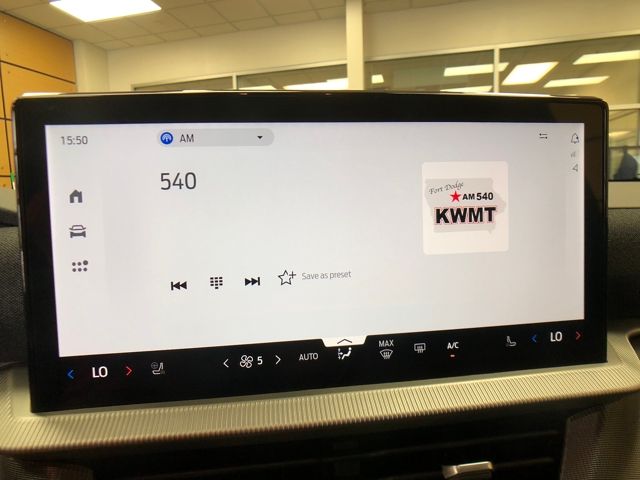 15:50
AM
540
Fort Dodge
AM 540
KWMT
Save as preset
LO
5
AUTO
MAX
A/C
LO